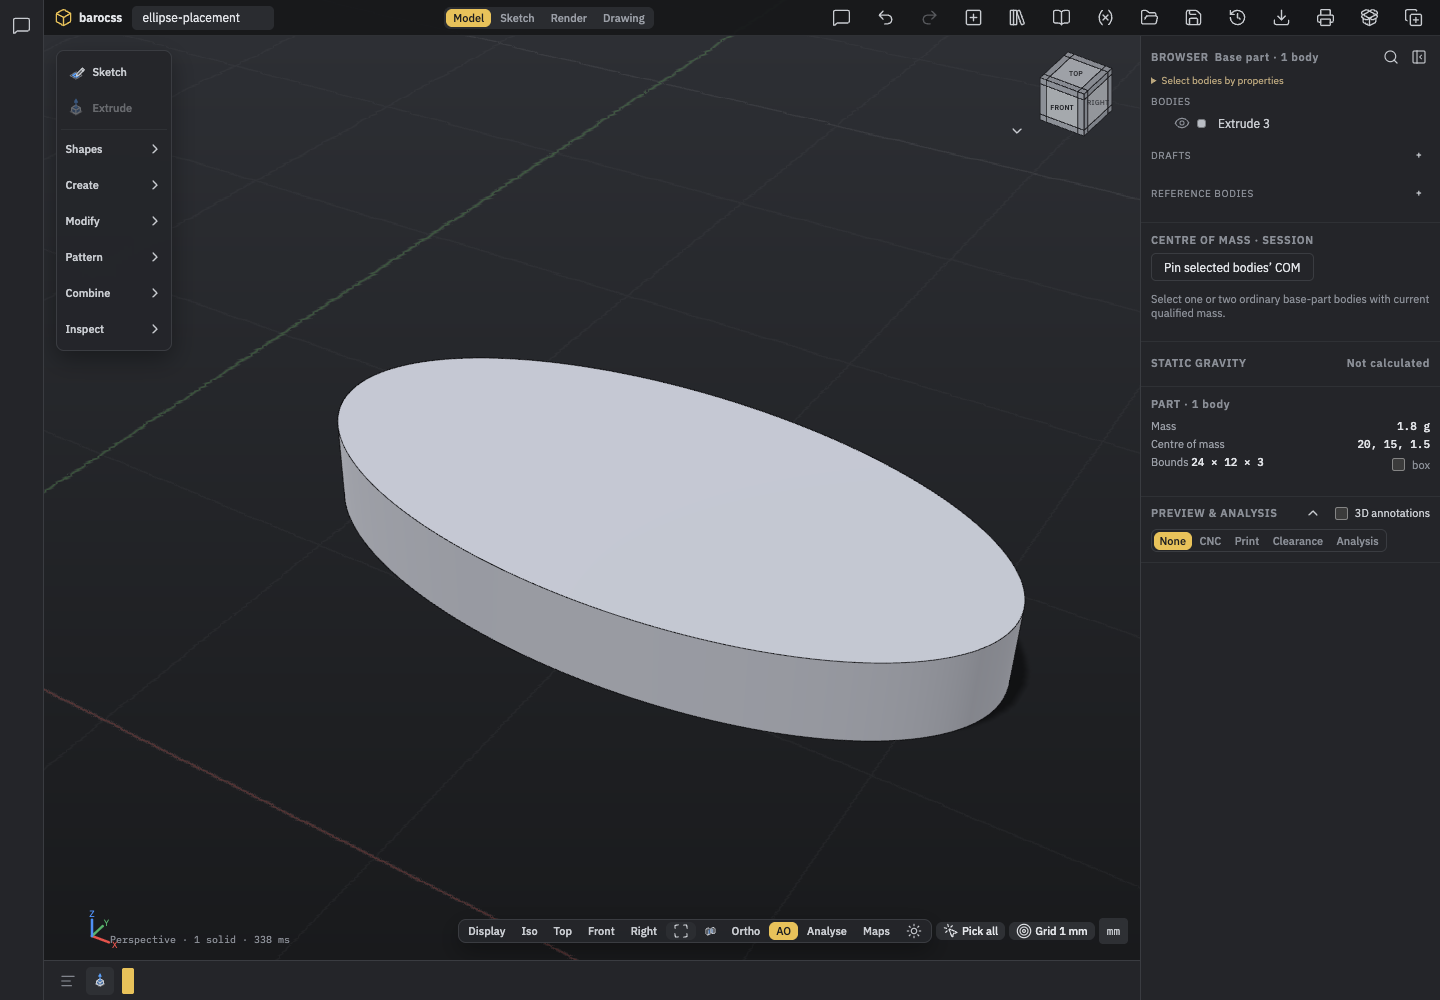 barocss
ellipse-placement
Model
Sketch
Render
Drawing
Sketch
Extrude
Shapes
Create
Modify
Pattern
Combine
Inspect
TOP
FRONT
RIGHT
BROWSER Base part · 1 body
Select bodies by properties
BODIES
Extrude 3
DRAFTS
REFERENCE BODIES
CENTRE OF MASS · SESSION
Pin selected bodies’ COM
Select one or two ordinary base-part bodies with current
qualified mass.
STATIC GRAVITY Not calculated
PART · 1 body
Mass 1.8 g
Centre of mass 20, 15, 1.5
Bounds 24 × 12 × 3 box
PREVIEW & ANALYSIS 3D annotations
None CNC Print Clearance Analysis
Z
Y
X
Perspective · 1 solid · 338 ms
Display Iso Top Front Right Ortho AO Analyse Maps Pick all Grid 1 mm mm